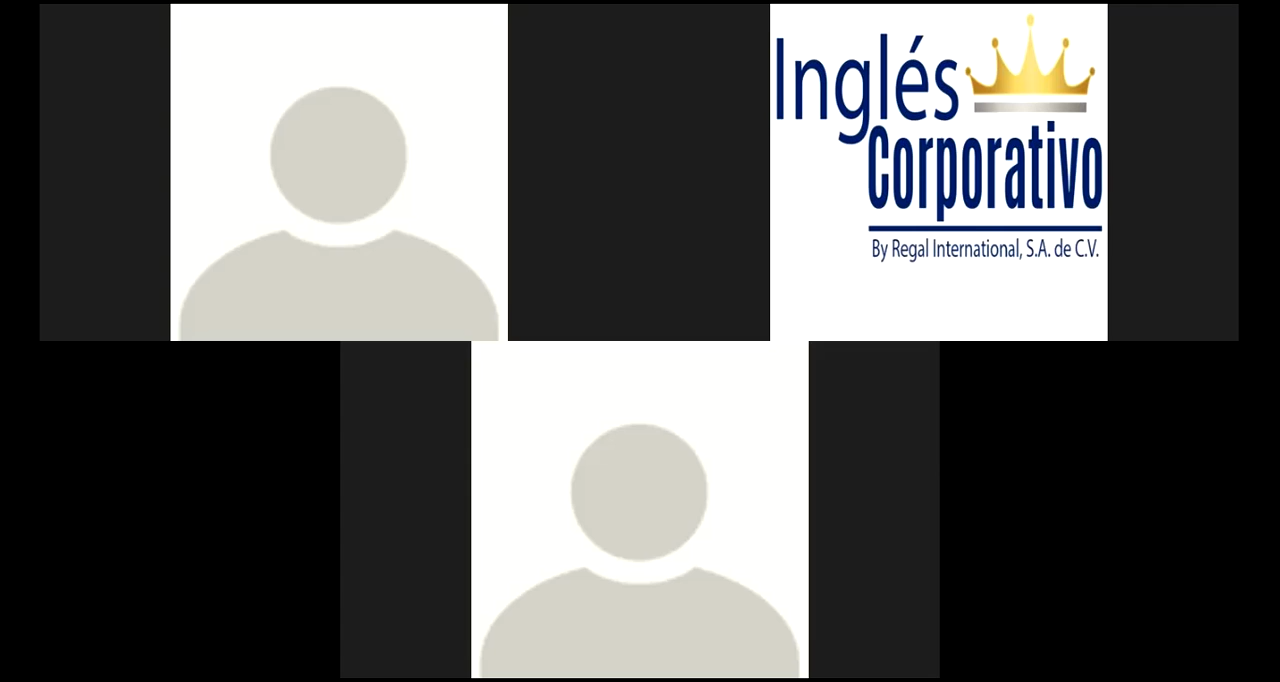 Inglés
Corporativo
By Regal International, S.A. de C.V.